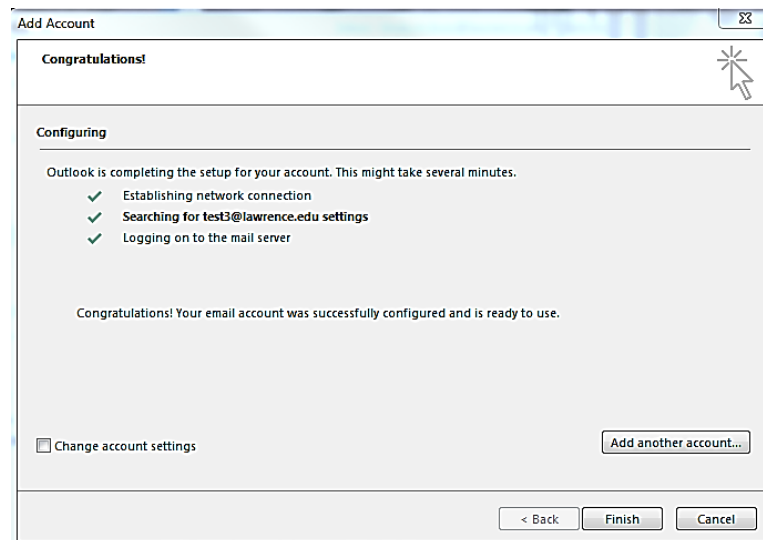 Add Account
Congratulations!
Configuring
Outlook is completing the setup for your account. This might take several minutes.
Establishing network connection
Searching for test3@lawrence.edu settings
Logging on to the mail server
Congratulations! Your email account was successfully configured and is ready to use.
Change account settings
Add another account...
< Back
Finish
Cancel